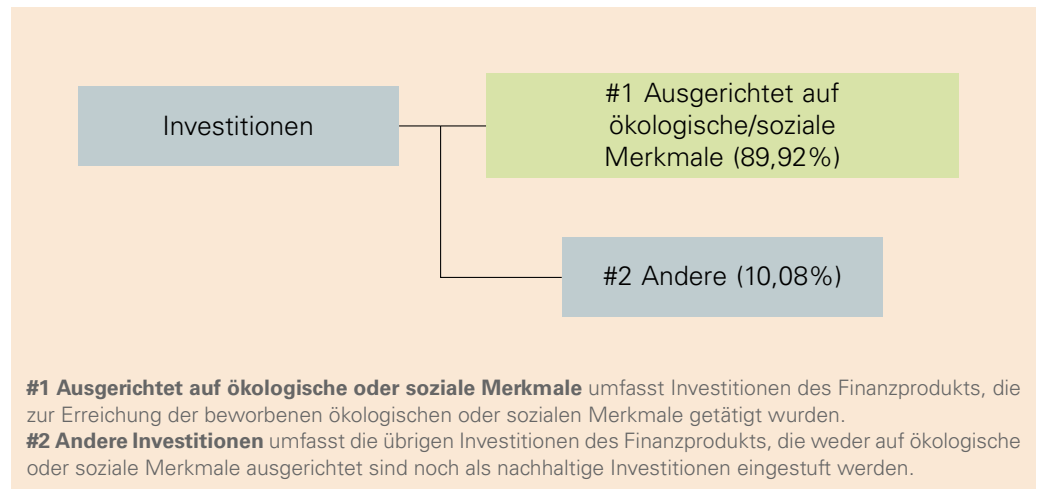 Investitionen
#1 Ausgerichtet auf
ökologische/soziale
Merkmale (89,92%)
#2 Andere (10,08%)
#1 Ausgerichtet auf ökologische oder soziale Merkmale umfasst Investitionen des Finanzprodukts, die
zur Erreichung der beworbenen ökologischen oder sozialen Merkmale getätigt wurden.
#2 Andere Investitionen umfasst die übrigen Investitionen des Finanzprodukts, die weder auf ökologische
oder soziale Merkmale ausgerichtet sind noch als nachhaltige Investitionen eingestuft werden.